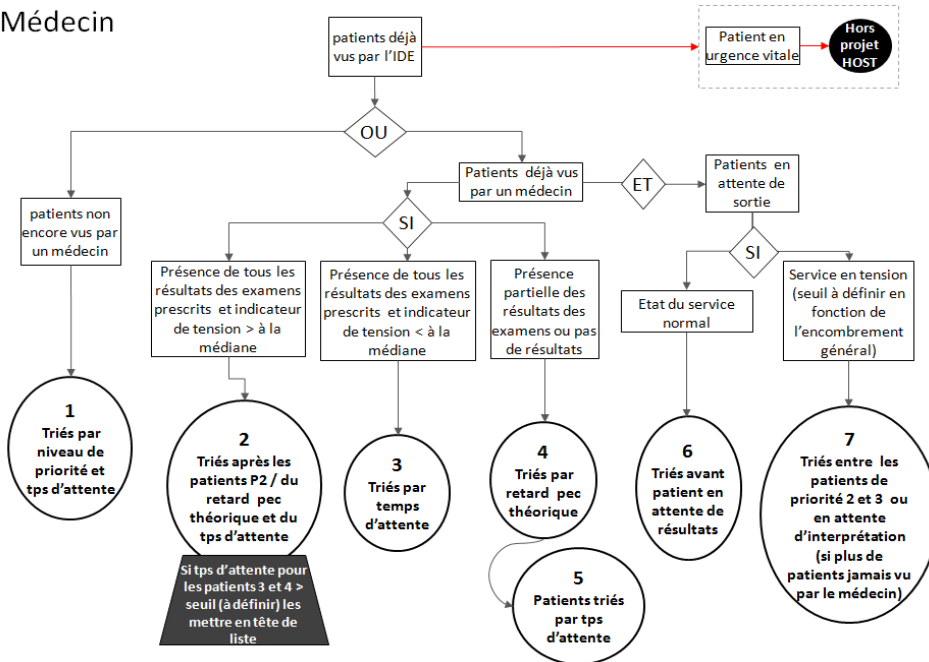 Médecin
patients déjà
vus par l'IDE
Patient en
urgence vitale
Hors
projet
HOST
OU
Patients déjà vus
par un médecin
ET
Patients en
attente de
sortie
patients non
encore vus par
un médecin
SI
SI
Présence de tous les
résultats des examens
prescrits et indicateur
de tension > à la
médiane
Présence de tous les
résultats des examens
prescrits et indicateur
de tension < à la
médiane
Présence
partielle des
résultats des
examens ou pas
de résultats
Etat du service
normal
Service en tension
(seuil à définir en
fonction de
l'encombrement
général)
1
Triés par
niveau de
priorité et
tps d'attente
2
Triés après les
patients P2 / du
retard pec
théorique et du
tps d'attente
Si tps d'attente pour
les patients 3 et 4 >
seuil (à définir) les
mettre en tête de
liste
3
Triés par
temps
d'attente
4
Triés par
retard pec
théorique
5
Patients triés
par tps
d'attente
6
Triés avant
patient en
attente de
résultats
7
Triés entre les
patients de
priorité 2 et 3 ou
en attente
d'interprétation
(si plus de
patients jamais vu
par le médecin)